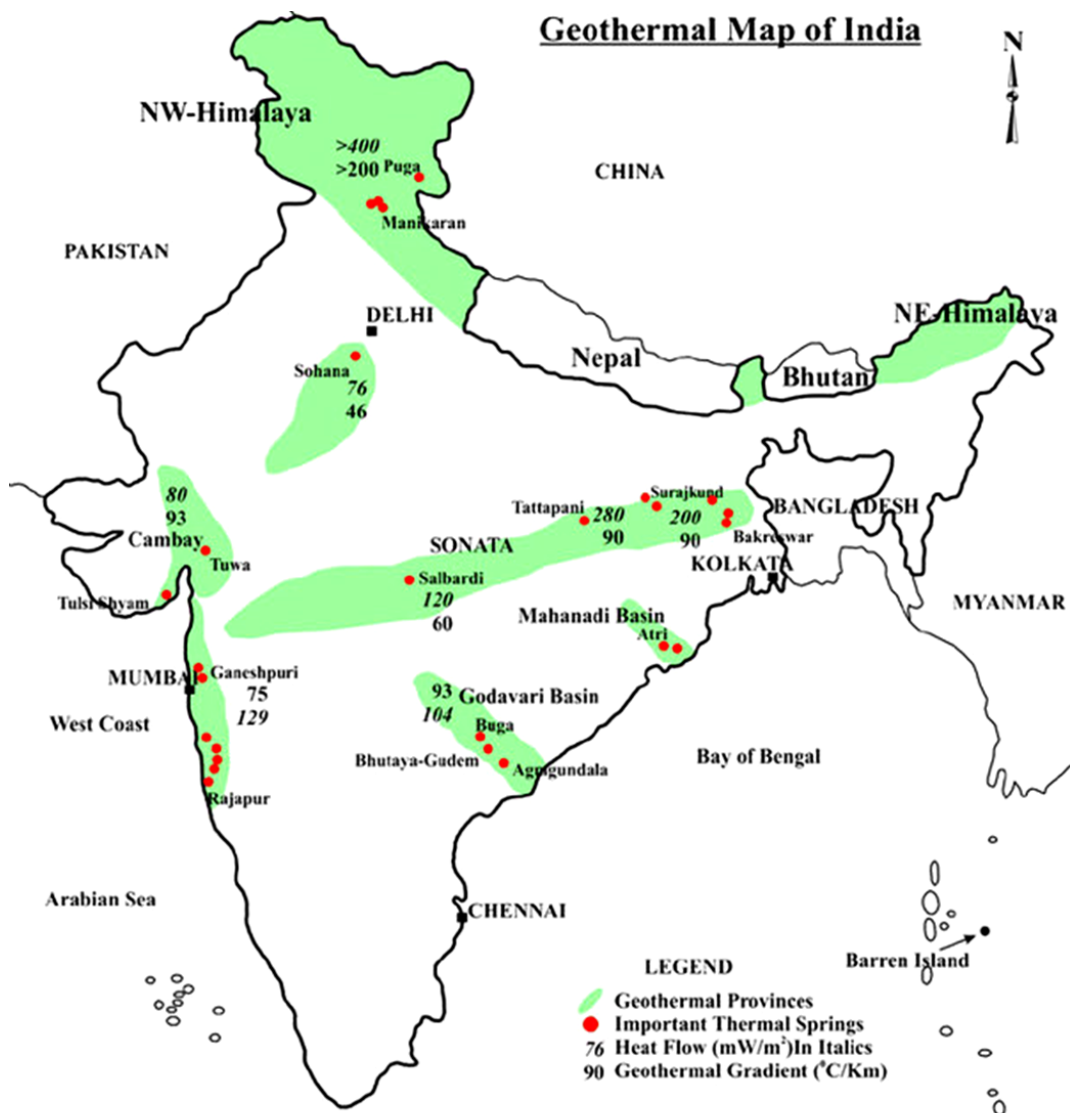 Geothermal Map of India
N
NW-Himalaya
>400
>200 Puga
CHINA
Manikaran
PAKISTAN
DELHI
NE-Himalaya
Nepal
Bhutan
Sohana
76
46
80
93
Cambay
Tuwa
Tulsi Shyam
Tattapani
Surajkund
280
90
200
90
BANGLADESH
Bakreswar
SONATA
KOLKATA
Salbardi
120
60
MYANMAR
Mahanadi Basin
Atri
MUMBAI
Ganeshpuri
75
129
West Coast
93
104
Godavari Basin
Buga
Bhutaya-Gudem
Agnigundala
Bay of Bengal
Rajapur
Arabian Sea
CHENNAI
Barren Island
LEGEND
Geothermal Provinces
Important Thermal Springs
76 Heat Flow (mW/m²)In Italics
90 Geothermal Gradient (°C/Km)